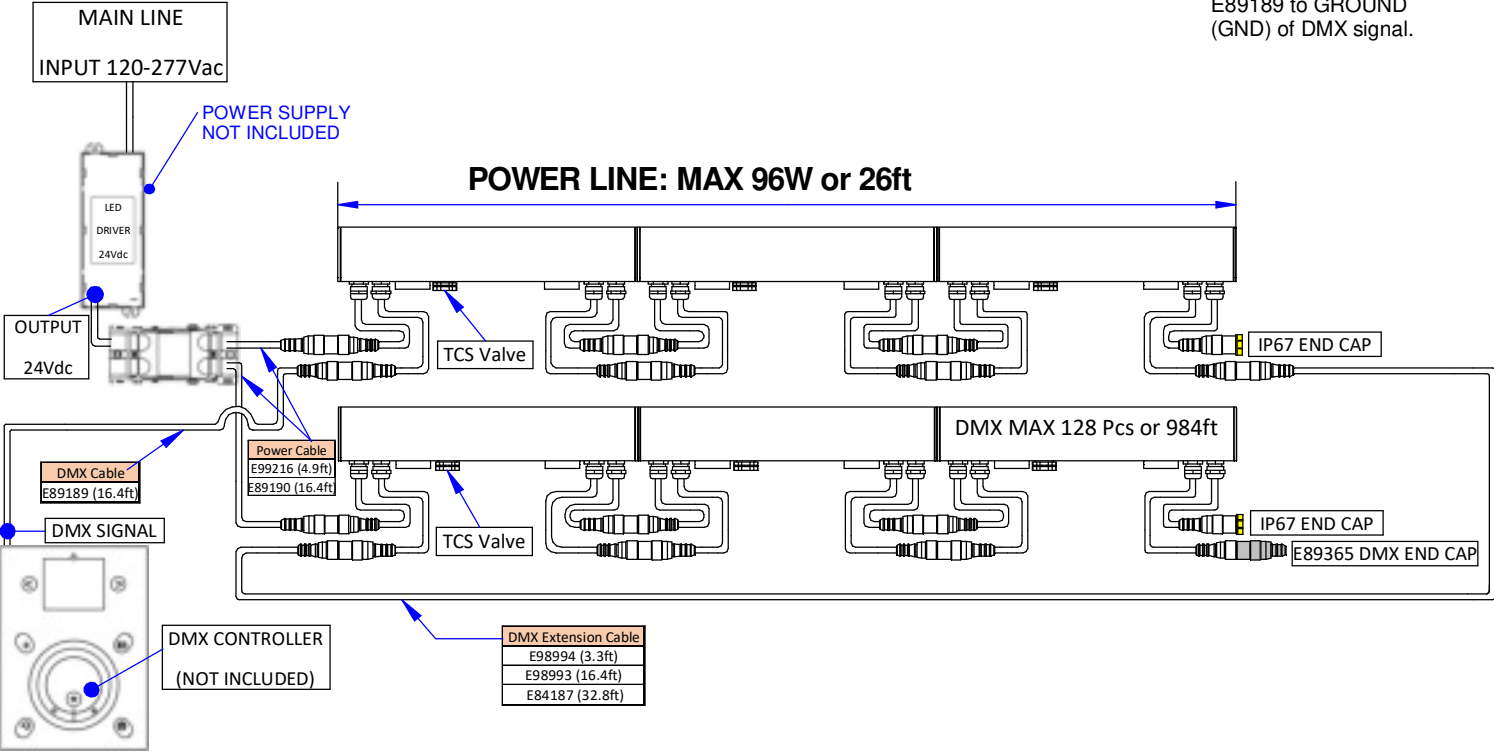 MAIN LINE
INPUT 120-277Vac
E89189 to GROUND
(GND) of DMX signal.
POWER SUPPLY
NOT INCLUDED
LED
DRIVER
24Vdc
POWER LINE: MAX 96W or 26ft
OUTPUT
24Vdc
TCS Valve
IP67 END CAP
DMX MAX 128 Pcs or 984ft
Power Cable
E99216 (4.9ft)
E89190 (16.4ft)
DMX Cable
E89189 (16.4ft)
DMX SIGNAL
TCS Valve
IP67 END CAP
E89365 DMX END CAP
DMX CONTROLLER
(NOT INCLUDED)
DMX Extension Cable
E98994 (3.3ft)
E98993 (16.4ft)
E84187 (32.8ft)